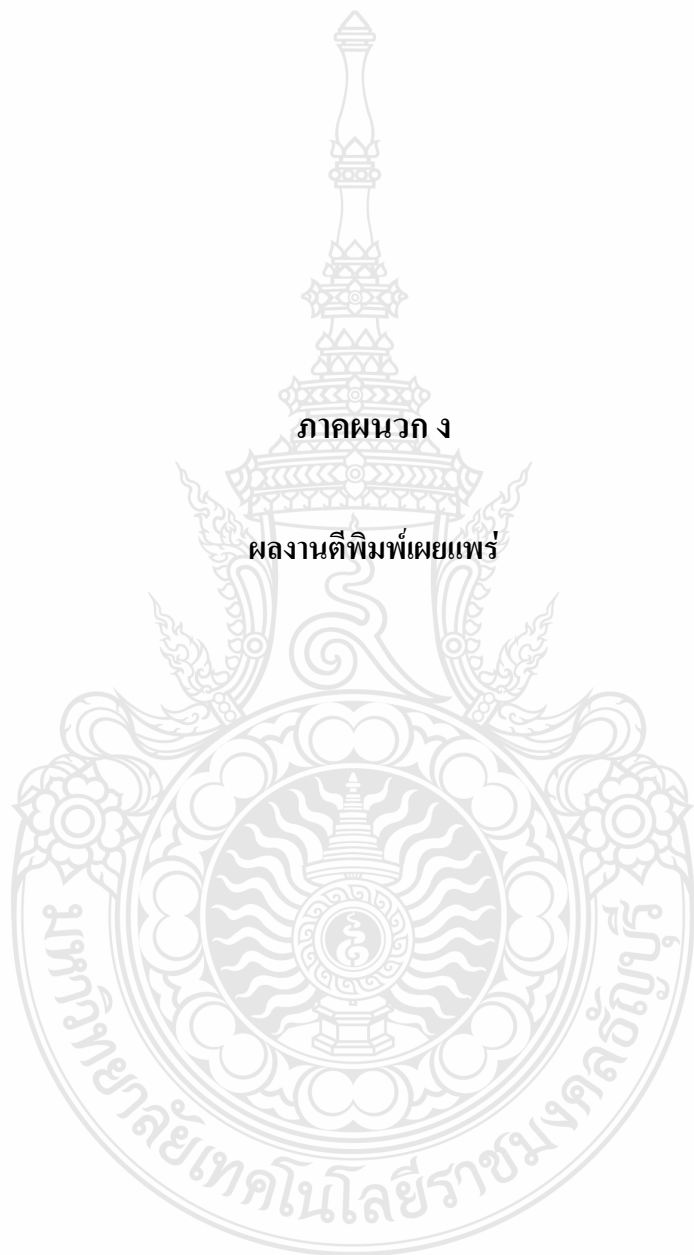 ภาคผนวก ง
ผลงานตีพิมพ์เผยแพร่
มหาวิทยาลัยเทคโนโลยีราชมงคลธัญบุรี